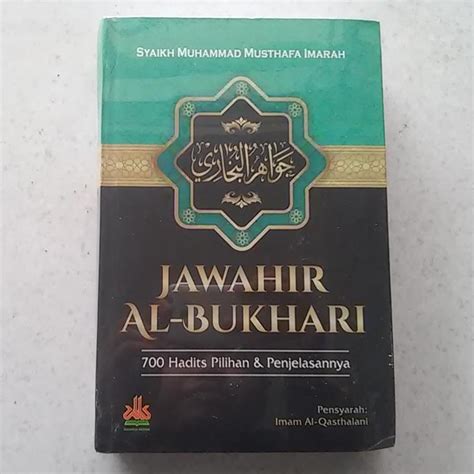 SYAIKH MUHAMMAD MUSTHAFA IMARAH
جواهر البخاري
JAWAHIR
AL-BUKHARI
700 Hadits Pilihan & Penjelasannya
Pensyarah:
Imam Al-Qasthalani